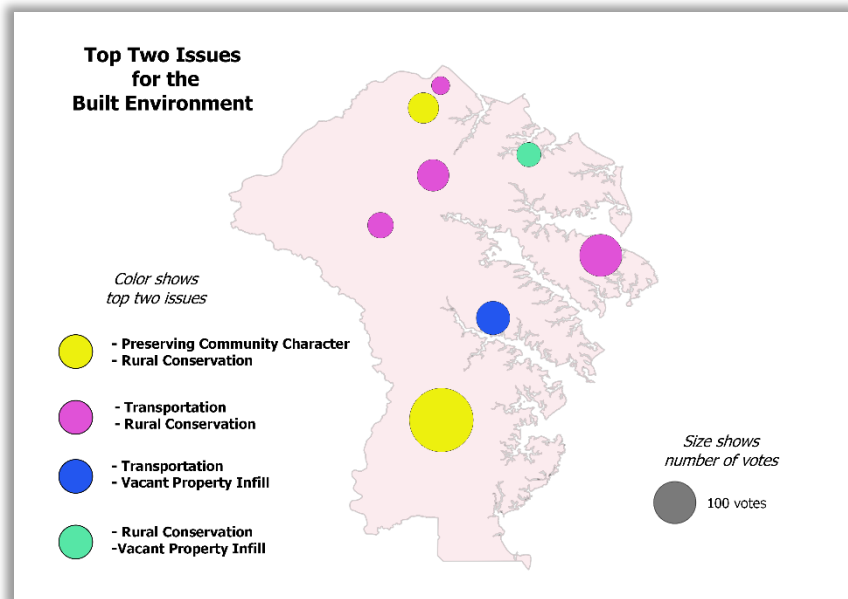 Top Two Issues
for the
Built Environment
Color shows
top two issues
- Preserving Community Character
- Rural Conservation
- Transportation
- Rural Conservation
- Transportation
- Vacant Property Infill
- Rural Conservation
-Vacant Property Infill
Size shows
number of votes
100 votes